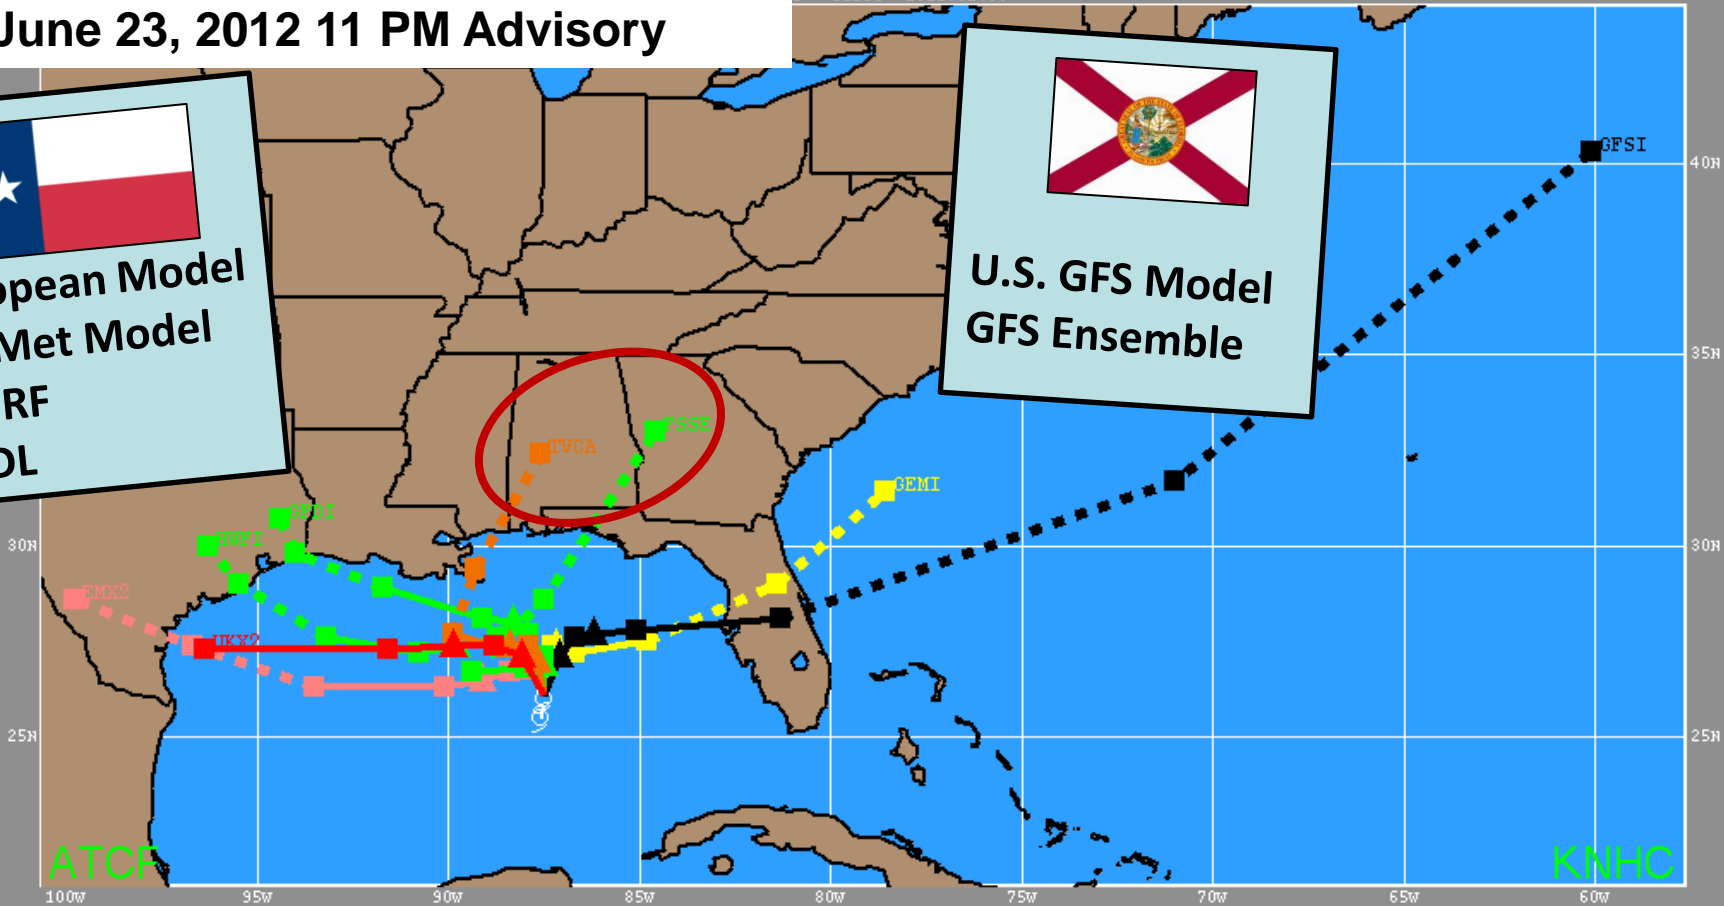 June 23, 2012 11 PM Advisory
opean Model
Met Model
RF
DL
U.S. GFS Model
GFS Ensemble
GFSI
40N
35N
TVCA
FSSE
GEMI
GFDI
HWFI
30N
30N
EMX2
UKX2
25N
25N
ATCF
KNHC
100W
95W
90W
85W
80W
75W
70W
65W
60W